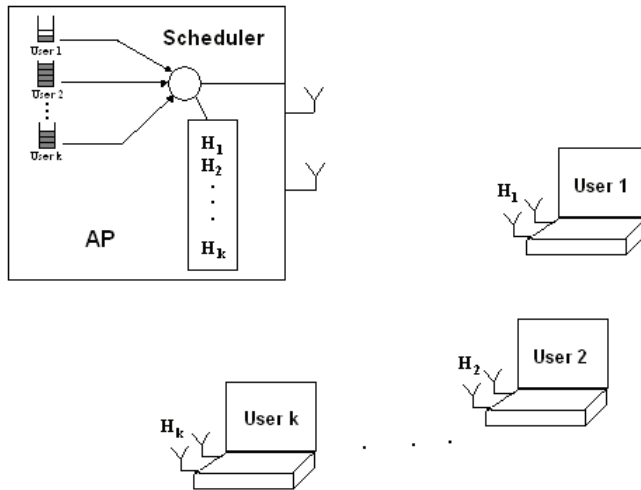 Scheduler
User 1
User 2
User k
H1
H2
Hk
AP
H1
User 1
H2
User 2
Hk
User k